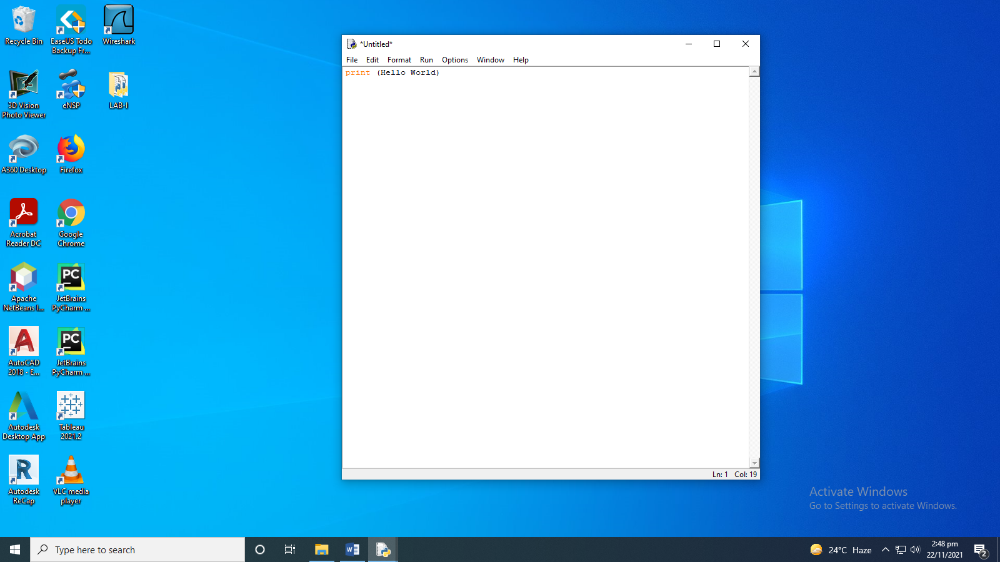 Recycle Bin
EaseUS Todo
Backup Fr...
Wireshark
3D Vision
Photo Viewer
eNSP
LAB-I
A360 Desktop
Firefox
Acrobat
Reader DC
Google
Chrome
Apache
NetBeans I...
JetBrains
PyCharm ...
AutoCAD
2018 - E...
JetBrains
PyCharm ...
Autodesk
Desktop App
Tableau
2021.2
Autodesk
ReCap
VLC media
player
*Untitled*
File Edit Format Run Options Window Help
print (Hello World)
Ln: 1 Col: 19
Activate Windows
Go to Settings to activate Windows.
Type here to search
24°C Haze
2:48 pm
22/11/2021
2